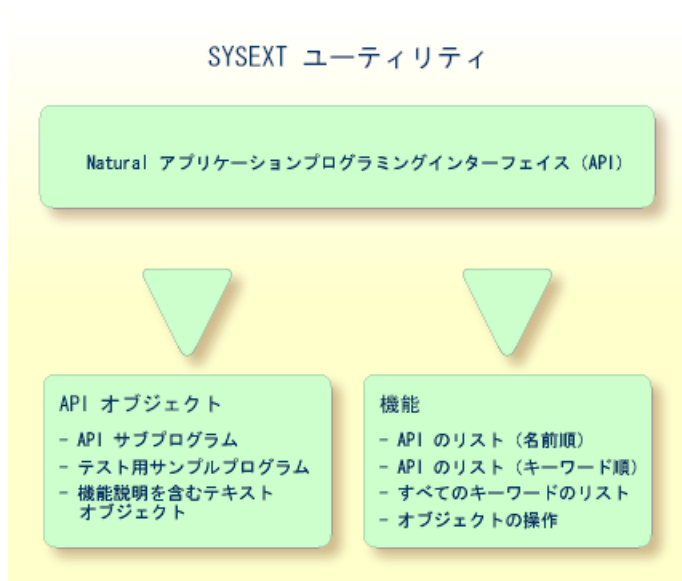 SYSEXT ユーティリティ
Natural アプリケーションプログラミングインターフェイス（API）
API オブジェクト
- API サブプログラム
- テスト用サンプルプログラム
- 機能説明を含むテキスト
オブジェクト
機能
- API のリスト（名前順）
- API のリスト（キーワード順）
- すべてのキーワードのリスト
- オブジェクトの操作